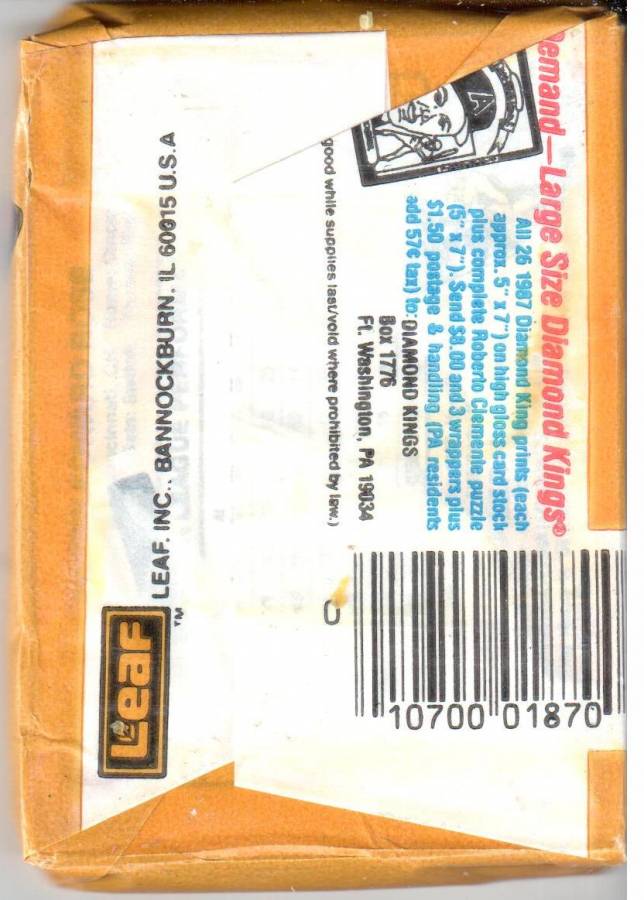 Demand—Large Size Diamond Kings®
All 26 1987 Diamond King prints (each
approx. 5" x 7") on high gloss card stock
plus complete Roberto Clemente puzzle
(5" x 7"). Send $8.00 and 3 wrappers plus
$1.50 postage & handling (PA residents
add 57¢ tax) to: DIAMOND KINGS
Box 1776
Ft. Washington, PA 19034
good while supplies last/void where prohibited by law.)
A
0
10700 01870
Leaf
TM
LEAF, INC., BANNOCKBURN, IL 60015 U.S.A